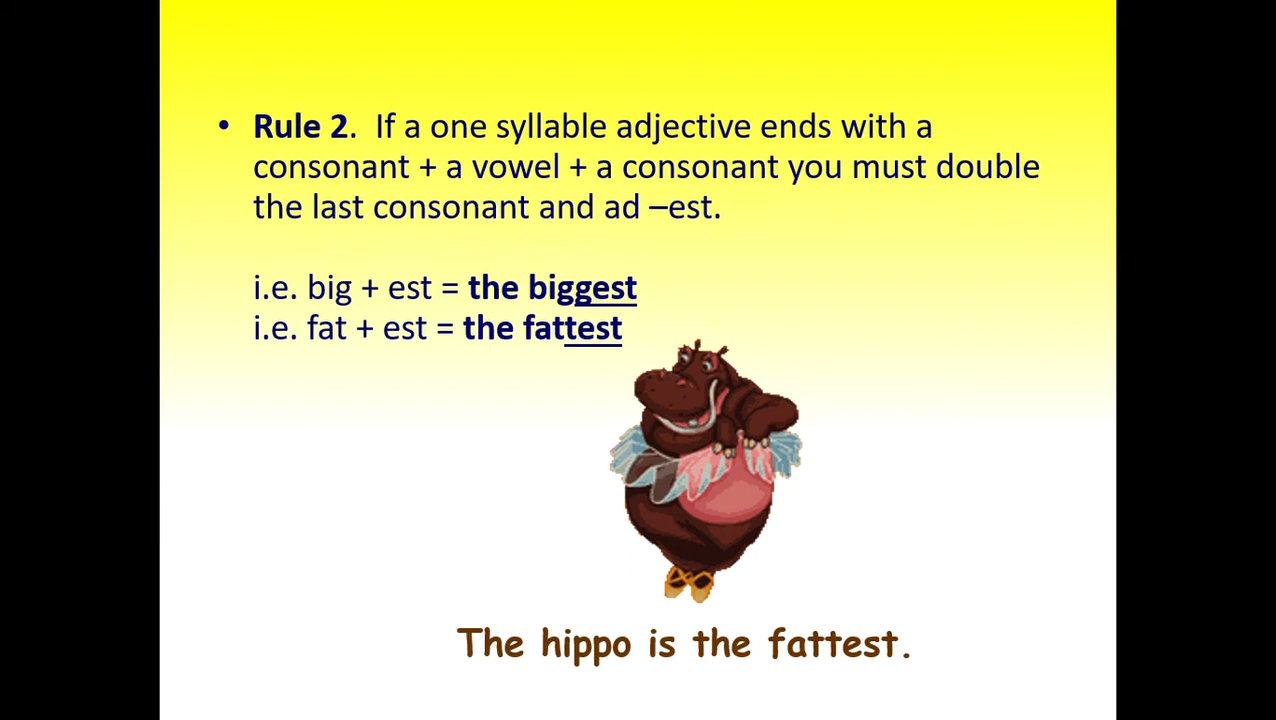 • Rule 2.  If a one syllable adjective ends with a
consonant + a vowel + a consonant you must double
the last consonant and ad –est.
i.e. big + est = the biggest
i.e. fat + est = the fattest
The hippo is the fattest.